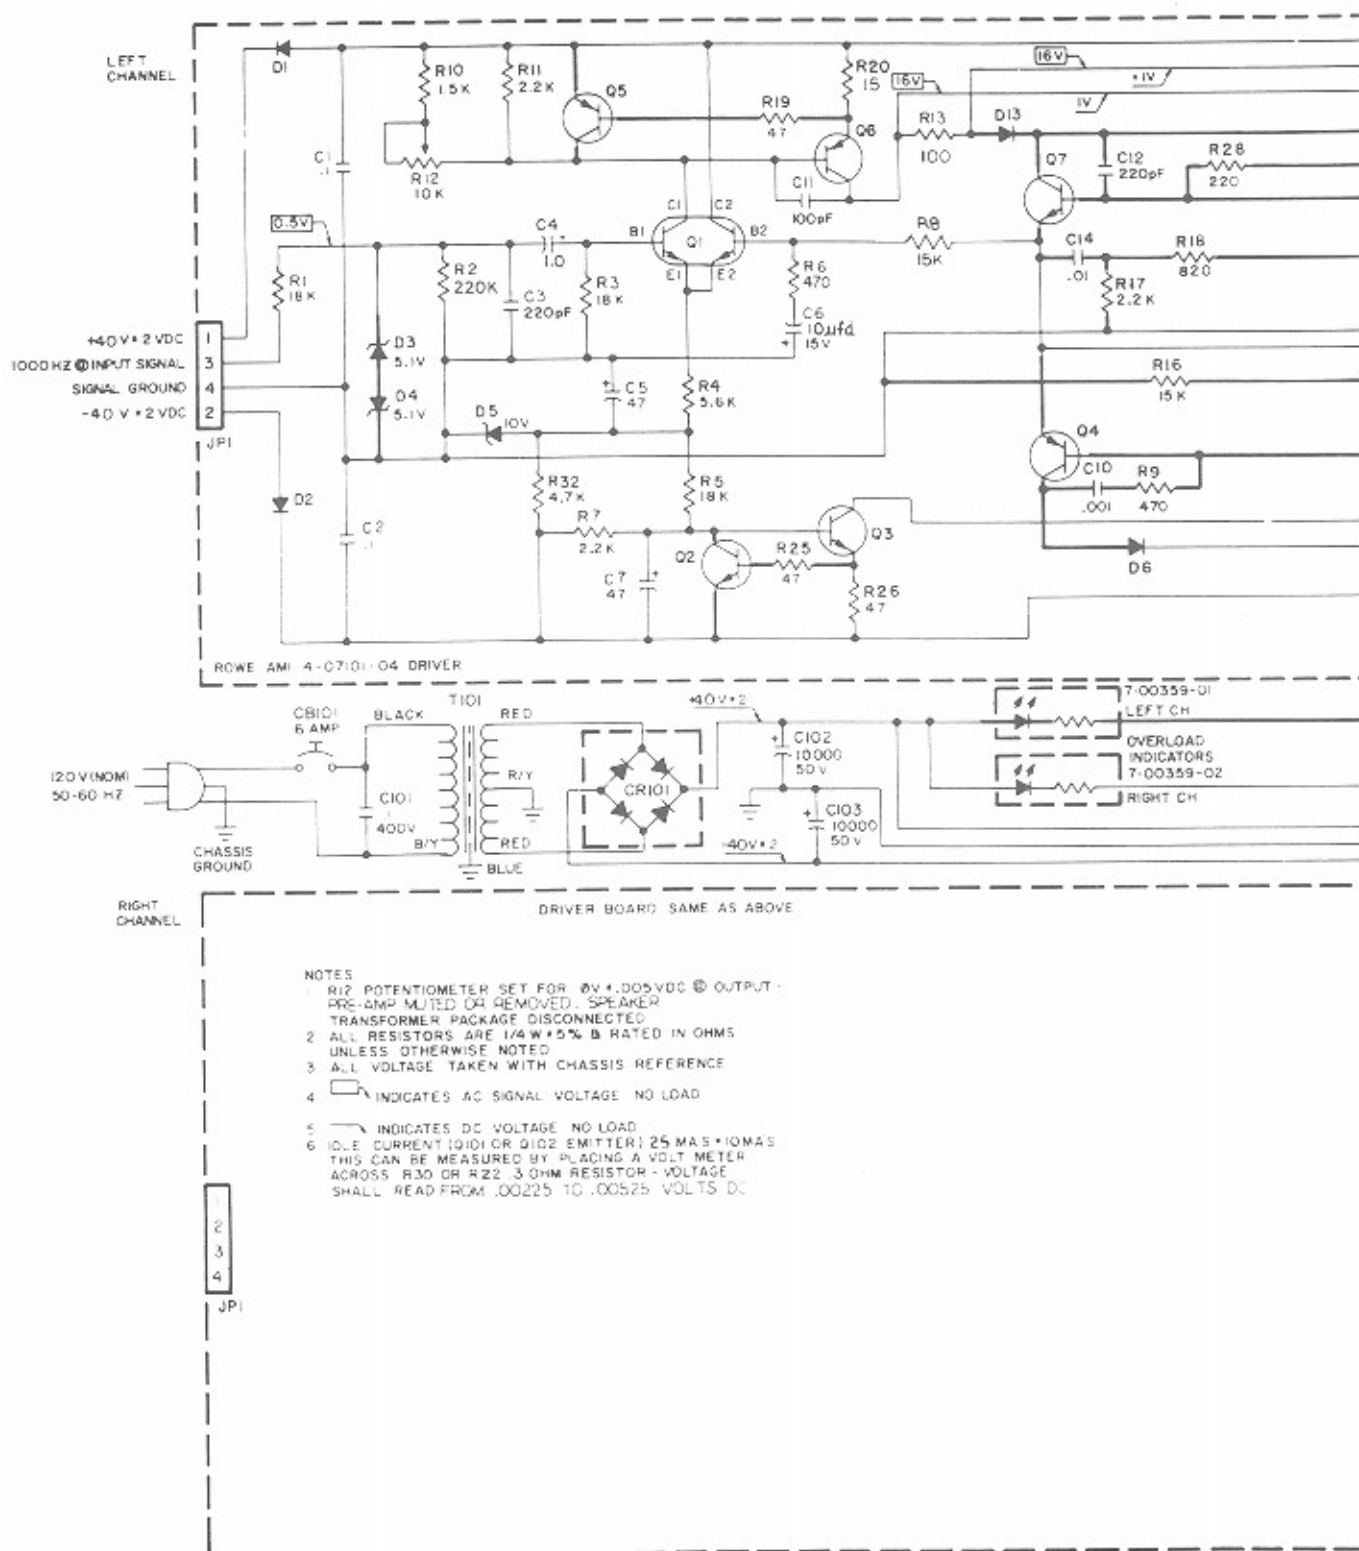 LEFT
CHANNEL
D1
R10
1.5K
R11
2.2K
Q5
R19
47
R20
15
16V
16V
+1V
1V
R13
100
D13
Q6
Q7
C12
220pF
R28
220
C1
.1
R12
10K
C11
100pF
C1
C2
B1
Q1
B2
E1
E2
0.5V
R1
18K
R2
220K
C3
220pF
C4
+
1.0
R3
18K
R6
470
C6
10µfd
15V
+
R8
15K
C14
.01
R18
820
R17
2.2K
+40V ± 2 VDC
1
1000HZ @ INPUT SIGNAL
3
SIGNAL GROUND
4
-40 V ± 2 VDC
2
JP1
D3
5.1V
D4
5.1V
+
C5
47
R4
5.6K
R16
15K
D5
10V
D2
C2
R32
4.7K
R7
2.2K
R5
18K
C7
47
+
Q2
R25
47
Q3
R26
47
Q4
C10
.001
R9
470
D6
ROWE AMI 4-07101-04 DRIVER
CB101
6 AMP
BLACK
T101
RED
+40V±2
7-00359-01
LEFT CH
OVERLOAD
INDICATORS
7-00359-02
RIGHT CH
120V(NOM)
50-60 HZ
C101
400V
R/Y
CR101
+
C102
10000
50V
+
C103
10000
50V
B/Y
RED
BLUE
-40V±2
CHASSIS
GROUND
RIGHT
CHANNEL
DRIVER BOARD SAME AS ABOVE
NOTES
1 R12 POTENTIOMETER SET FOR 0V ± .005VDC @ OUTPUT -
PRE-AMP MUTED OR REMOVED. SPEAKER
TRANSFORMER PACKAGE DISCONNECTED
2 ALL RESISTORS ARE 1/4 W ± 5% & RATED IN OHMS
UNLESS OTHERWISE NOTED
3 ALL VOLTAGE TAKEN WITH CHASSIS REFERENCE
4 INDICATES AC SIGNAL VOLTAGE NO LOAD
5 INDICATES DC VOLTAGE NO LOAD
6 IDLE CURRENT (Q101 OR Q102 EMITTER) 25 MAS ± 10MAS
THIS CAN BE MEASURED BY PLACING A VOLT METER
ACROSS R30 OR R22 .3 OHM RESISTOR - VOLTAGE
SHALL READ FROM .00225 TO .00525 VOLTS DC
1
2
3
4
JP1